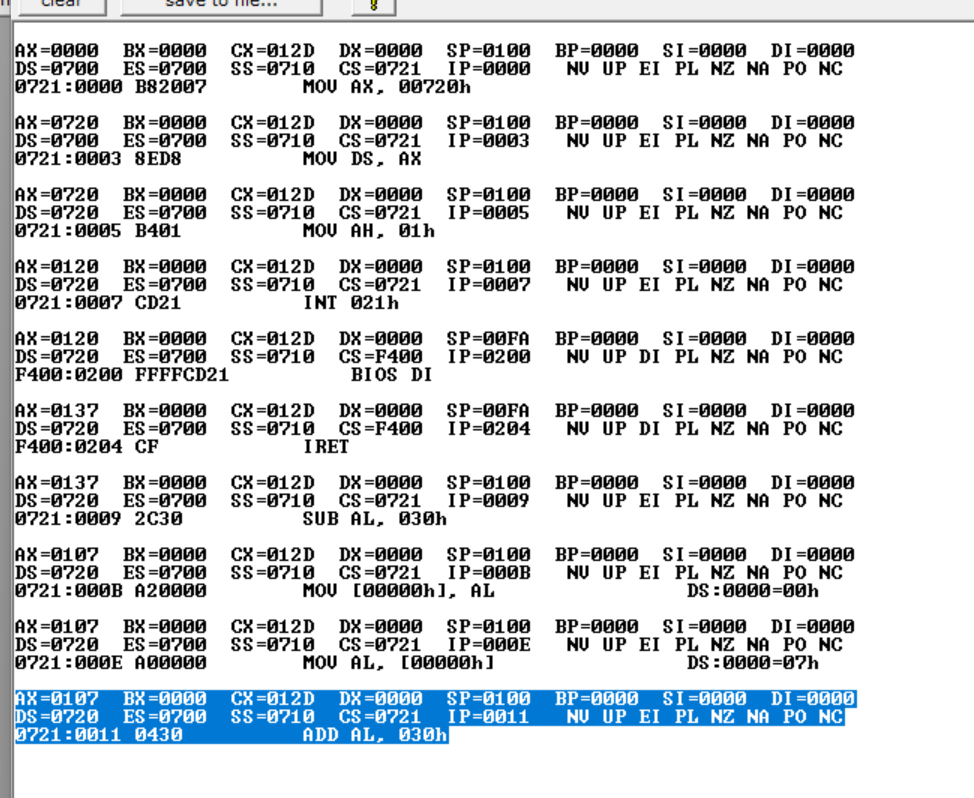 clear save to file... ?
AX=0000 BX=0000 CX=012D DX=0000 SP=0100 BP=0000 SI=0000 DI=0000
DS=0700 ES=0700 SS=0710 CS=0721 IP=0000 NV UP EI PL NZ NA PO NC
0721:0000 B82007 MOV AX, 00720h
AX=0720 BX=0000 CX=012D DX=0000 SP=0100 BP=0000 SI=0000 DI=0000
DS=0700 ES=0700 SS=0710 CS=0721 IP=0003 NV UP EI PL NZ NA PO NC
0721:0003 8ED8 MOV DS, AX
AX=0720 BX=0000 CX=012D DX=0000 SP=0100 BP=0000 SI=0000 DI=0000
DS=0720 ES=0700 SS=0710 CS=0721 IP=0005 NV UP EI PL NZ NA PO NC
0721:0005 B401 MOV AH, 01h
AX=0120 BX=0000 CX=012D DX=0000 SP=0100 BP=0000 SI=0000 DI=0000
DS=0720 ES=0700 SS=0710 CS=0721 IP=0007 NV UP EI PL NZ NA PO NC
0721:0007 CD21 INT 021h
AX=0120 BX=0000 CX=012D DX=0000 SP=00FA BP=0000 SI=0000 DI=0000
DS=0720 ES=0700 SS=0710 CS=F400 IP=0200 NV UP DI PL NZ NA PO NC
F400:0200 FFFFCD21 BIOS DI
AX=0137 BX=0000 CX=012D DX=0000 SP=00FA BP=0000 SI=0000 DI=0000
DS=0720 ES=0700 SS=0710 CS=F400 IP=0204 NV UP DI PL NZ NA PO NC
F400:0204 CF IRET
AX=0137 BX=0000 CX=012D DX=0000 SP=0100 BP=0000 SI=0000 DI=0000
DS=0720 ES=0700 SS=0710 CS=0721 IP=0009 NV UP EI PL NZ NA PO NC
0721:0009 2C30 SUB AL, 030h
AX=0107 BX=0000 CX=012D DX=0000 SP=0100 BP=0000 SI=0000 DI=0000
DS=0720 ES=0700 SS=0710 CS=0721 IP=000B NV UP EI PL NZ NA PO NC
0721:000B A20000 MOV [00000h], AL DS:0000=00h
AX=0107 BX=0000 CX=012D DX=0000 SP=0100 BP=0000 SI=0000 DI=0000
DS=0720 ES=0700 SS=0710 CS=0721 IP=000E NV UP EI PL NZ NA PO NC
0721:000E A00000 MOV AL, [00000h] DS:0000=07h
AX=0107 BX=0000 CX=012D DX=0000 SP=0100 BP=0000 SI=0000 DI=0000
DS=0720 ES=0700 SS=0710 CS=0721 IP=0011 NV UP EI PL NZ NA PO NC
0721:0011 0430 ADD AL, 030h